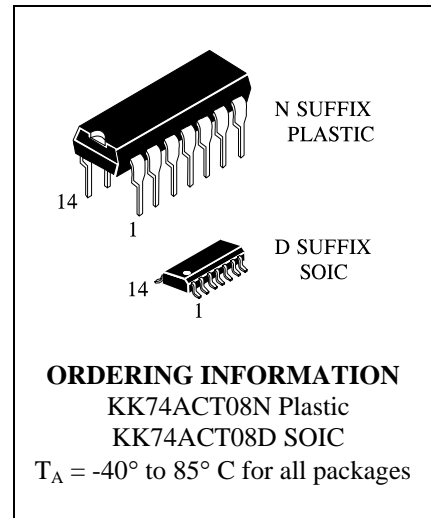 N SUFFIX
PLASTIC
14
1
D SUFFIX
SOIC
14
1
ORDERING INFORMATION
KK74ACT08N Plastic
KK74ACT08D SOIC
TA = -40° to 85° C for all packages